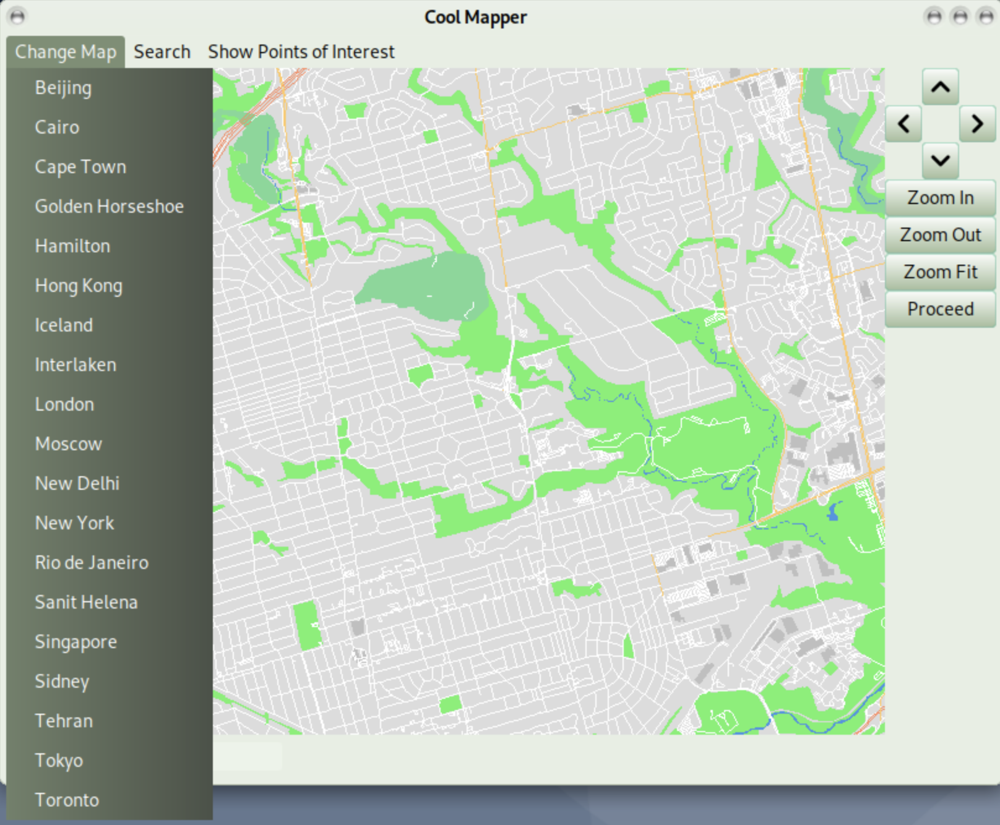 Cool Mapper
Change Map Search Show Points of Interest
Beijing
Cairo
Cape Town
Golden Horseshoe
Hamilton
Hong Kong
Iceland
Interlaken
London
Moscow
New Delhi
New York
Rio de Janeiro
Sanit Helena
Singapore
Sidney
Tehran
Tokyo
Toronto
Zoom In
Zoom Out
Zoom Fit
Proceed